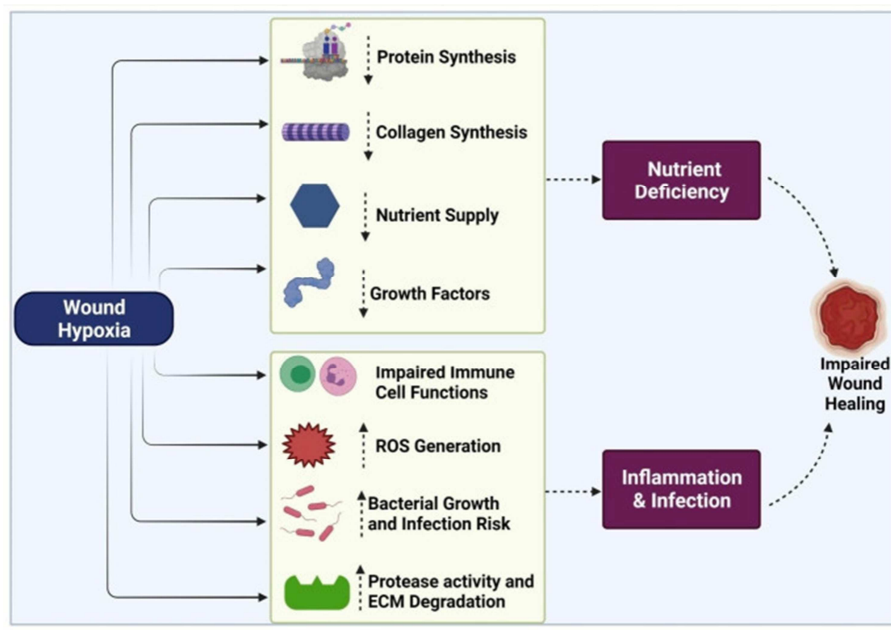 Protein Synthesis
Collagen Synthesis
Nutrient Supply
Growth Factors
Nutrient
Deficiency
Wound
Hypoxia
Impaired Immune
Cell Functions
ROS Generation
Bacterial Growth
and Infection Risk
Protease activity and
ECM Degradation
Inflammation
& Infection
Impaired
Wound
Healing